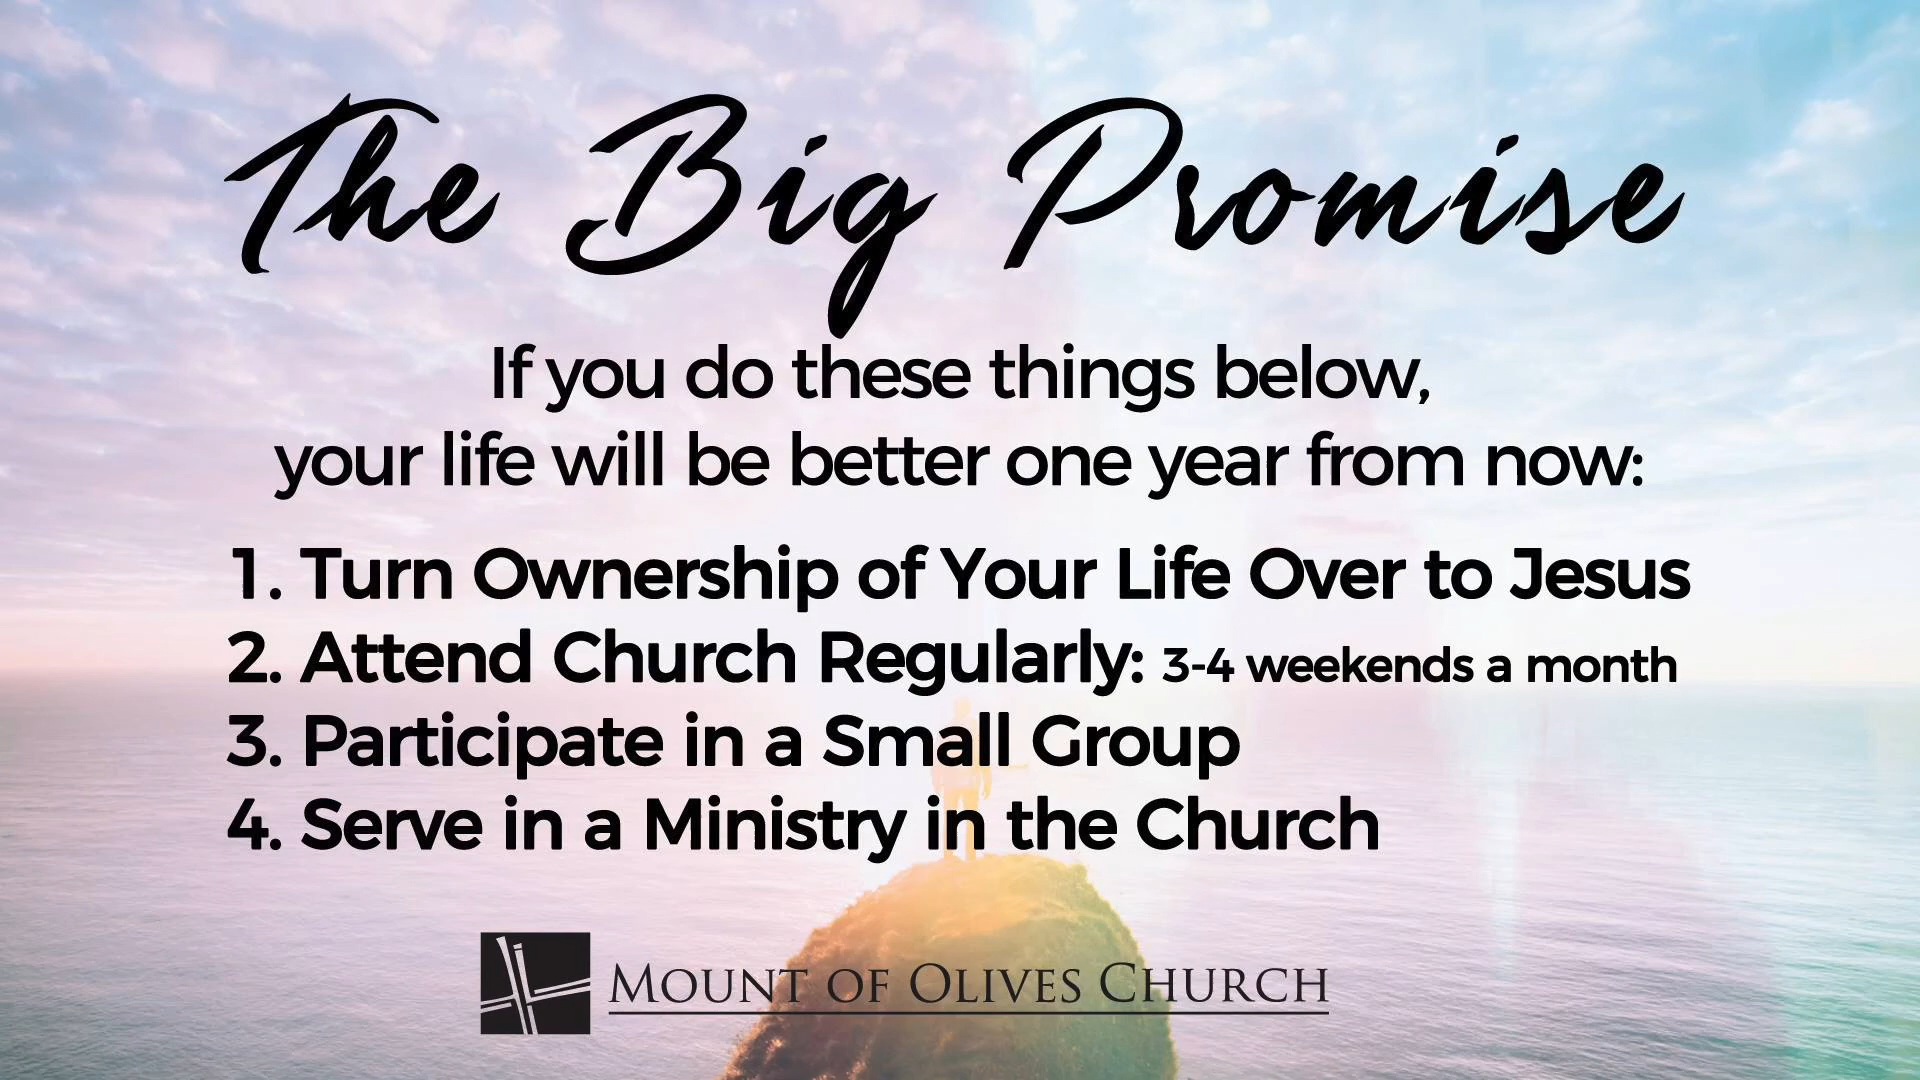 The Big Promise
If you do these things below,
your life will be better one year from now:
1. Turn Ownership of Your Life Over to Jesus
2. Attend Church Regularly: 3-4 weekends a month
3. Participate in a Small Group
4. Serve in a Ministry in the Church
Mount of Olives Church